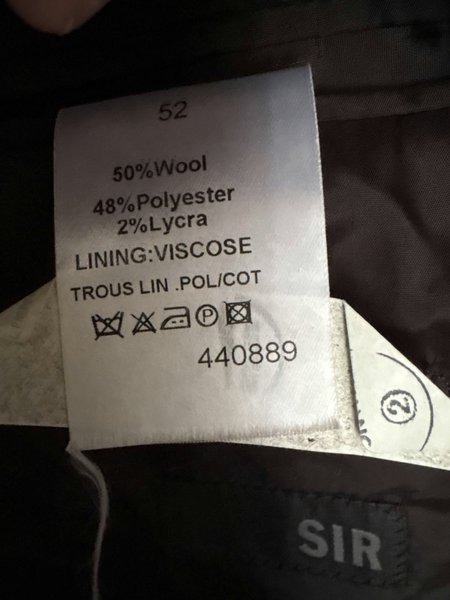 52
50%Wool
48%Polyester
2%Lycra
LINING:VISCOSE
TROUS LIN .POL/COT
P
440889
2
SIR